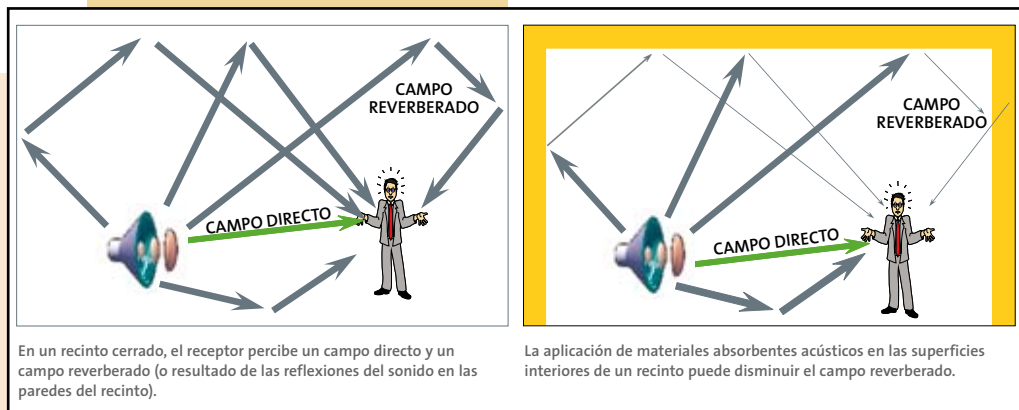 CAMPO
REVERBERADO
CAMPO DIRECTO
En un recinto cerrado, el receptor percibe un campo directo y un
campo reverberado (o resultado de las reflexiones del sonido en las
paredes del recinto).
CAMPO
REVERBERADO
CAMPO DIRECTO
La aplicación de materiales absorbentes acústicos en las superficies
interiores de un recinto puede disminuir el campo reverberado.